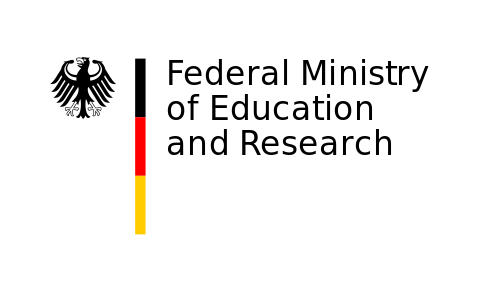 Federal Ministry
of Education
and Research